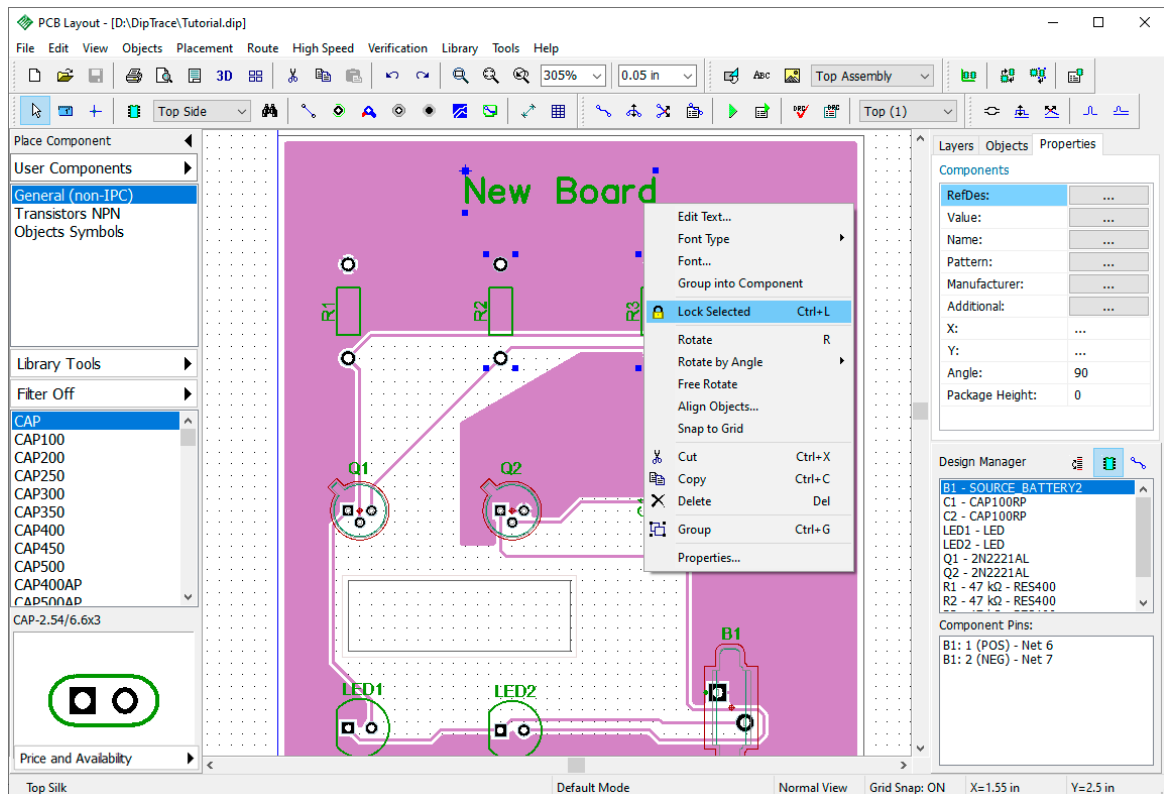 PCB Layout - [D:\DipTrace\Tutorial.dip]
File Edit View Objects Placement Route High Speed Verification Library Tools Help
3D 305% 0.05 in ABC Top Assembly
Top Side DRC Top (1)
Place Component
User Components
General (non-IPC)
Transistors NPN
Objects Symbols
Library Tools
Filter Off
CAP
CAP100
CAP200
CAP250
CAP300
CAP350
CAP400
CAP450
CAP500
CAP400AP
CAP500AP
CAP-2.54/6.6x3
Price and Availabilty
New Board
R1
R2
R3
Q1
Q2
LED1
LED2
B1
Edit Text...
Font Type
Font...
Group into Component
Lock Selected Ctrl+L
Rotate R
Rotate by Angle
Free Rotate
Align Objects...
Snap to Grid
Cut Ctrl+X
Copy Ctrl+C
Delete Del
Group Ctrl+G
Properties...
Layers Objects Properties
Components
RefDes: ...
Value: ...
Name: ...
Pattern: ...
Manufacturer: ...
Additional: ...
X: ...
Y: ...
Angle: 90
Package Height: 0
Design Manager
B1 - SOURCE_BATTERY2
C1 - CAP100RP
C2 - CAP100RP
LED1 - LED
LED2 - LED
Q1 - 2N2221AL
Q2 - 2N2221AL
R1 - 47 kΩ - RES400
R2 - 47 kΩ - RES400
Component Pins:
B1: 1 (POS) - Net 6
B1: 2 (NEG) - Net 7
Top Silk Default Mode Normal View Grid Snap: ON X=1.55 in Y=2.5 in